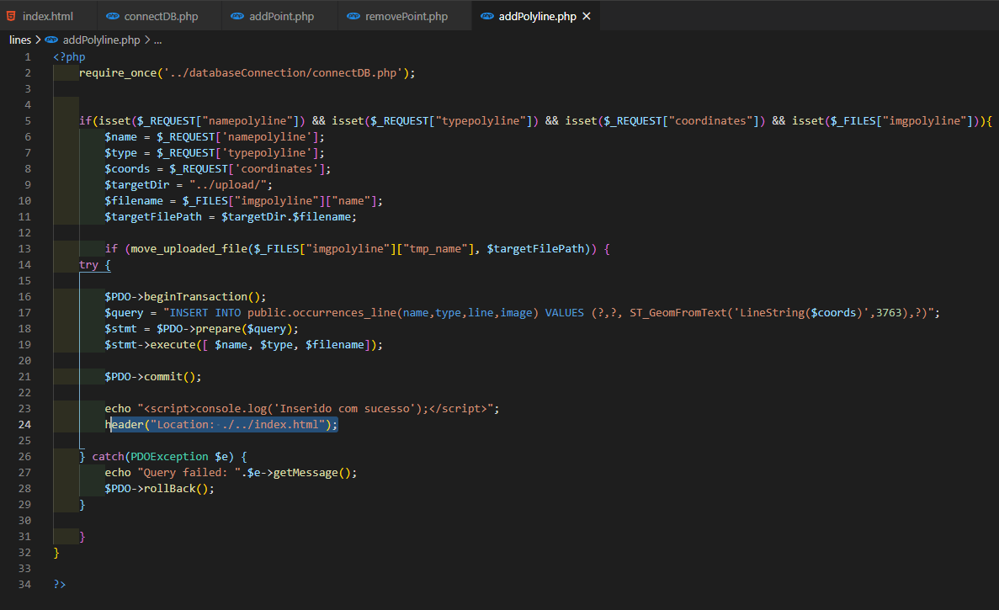 index.html connectDB.php addPoint.php removePoint.php addPolyline.php ×
lines > addPolyline.php > ...
1 <?php
2 require_once('../databaseConnection/connectDB.php');
3
4
5 if(isset($_REQUEST["namepolyline"]) && isset($_REQUEST["typepolyline"]) && isset($_REQUEST["coordinates"]) && isset($_FILES["imgpolyline"])){
6 $name = $_REQUEST['namepolyline'];
7 $type = $_REQUEST['typepolyline'];
8 $coords = $_REQUEST['coordinates'];
9 $targetDir = "../upload/";
10 $filename = $_FILES["imgpolyline"]["name"];
11 $targetFilePath = $targetDir.$filename;
12
13 if (move_uploaded_file($_FILES["imgpolyline"]["tmp_name"], $targetFilePath)) {
14 try {
15
16 $PDO->beginTransaction();
17 $query = "INSERT INTO public.occurrences_line(name,type,line,image) VALUES (?,?, ST_GeomFromText('LineString($coords)',3763),?)";
18 $stmt = $PDO->prepare($query);
19 $stmt->execute([ $name, $type, $filename]);
20
21 $PDO->commit();
22
23 echo "<script>console.log('Inserido com sucesso');</script>";
24 header("Location: ./../index.html");
25
26 } catch(PDOException $e) {
27 echo "Query failed: ".$e->getMessage();
28 $PDO->rollBack();
29 }
30
31 }
32 }
33
34 ?>